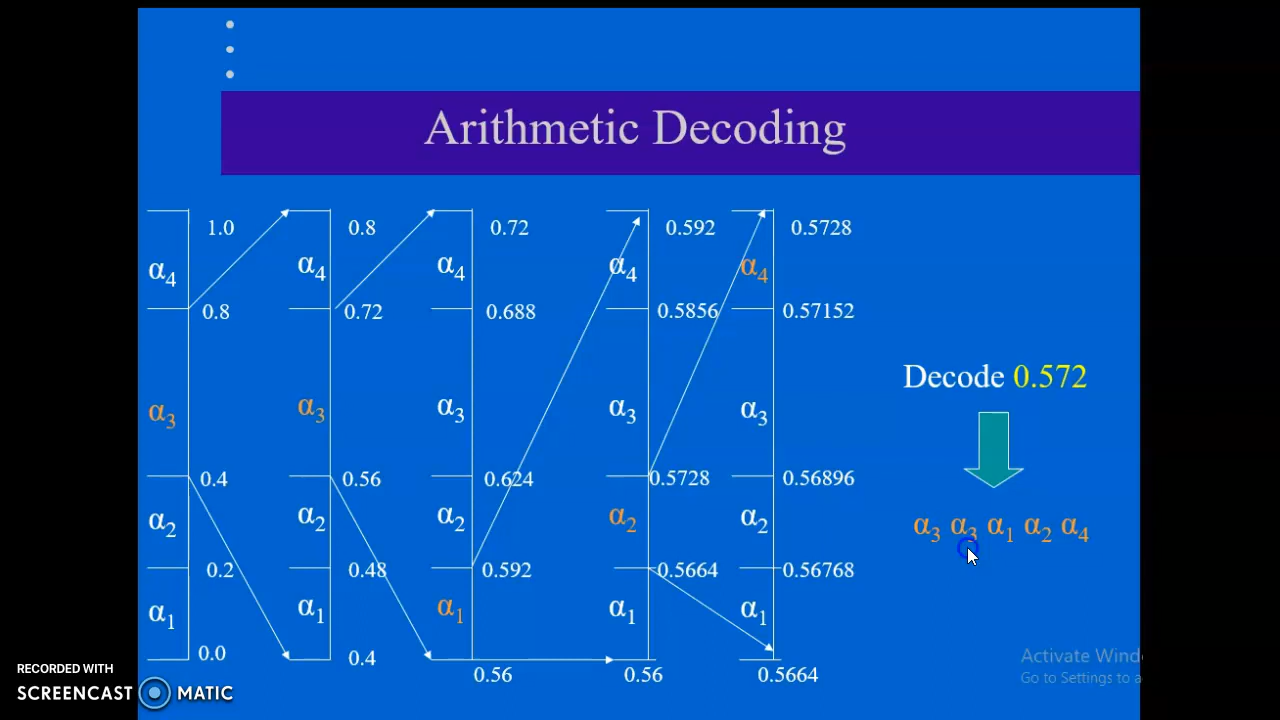 Arithmetic Decoding
1.0 0.8 0.72 0.592 0.5728
α4 α4 α4 α4 α4
0.8 0.72 0.688 0.5856 0.57152
Decode 0.572
α3 α3 α3 α3 α3
0.4 0.56 0.624 0.5728 0.56896
α2 α2 α2 α2 α2
α3 α3 α1 α2 α4
0.2 0.48 0.592 0.5664 0.56768
α1 α1 α1 α1 α1
0.0 0.4 0.56 0.56 0.5664
Activate Wind
Go to Settings to a
RECORDED WITH
SCREENCAST MATIC